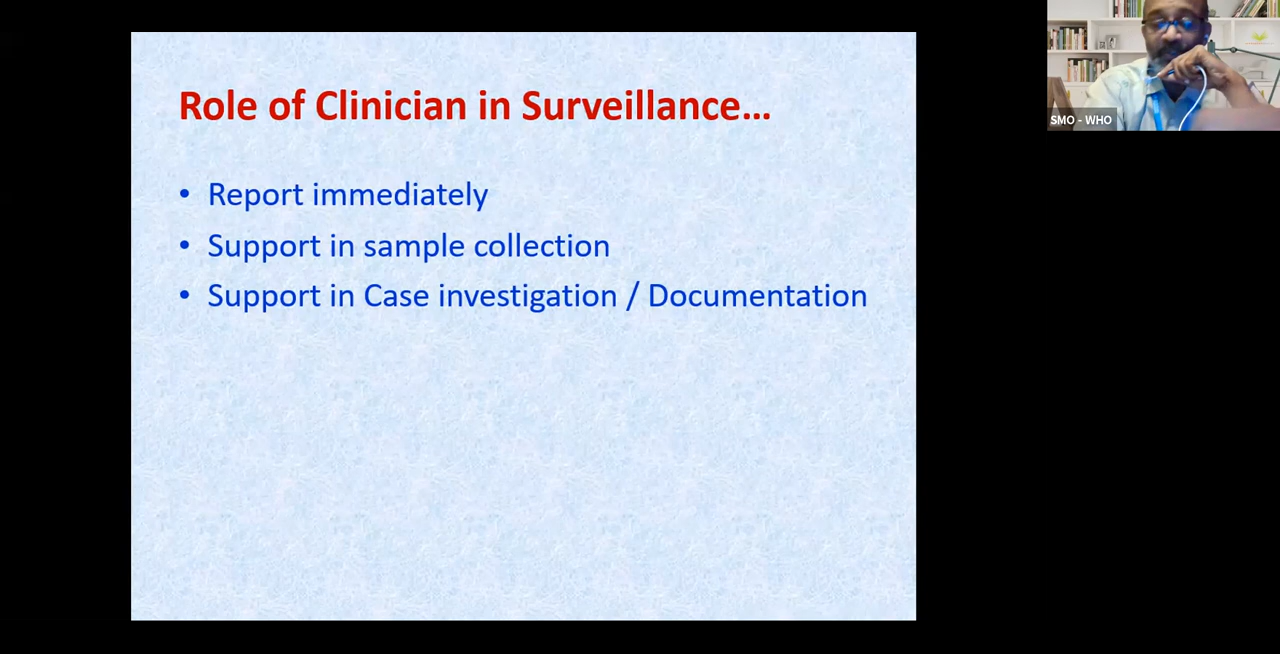 Role of Clinician in Surveillance...
• Report immediately
• Support in sample collection
• Support in Case investigation / Documentation
SMO - WHO